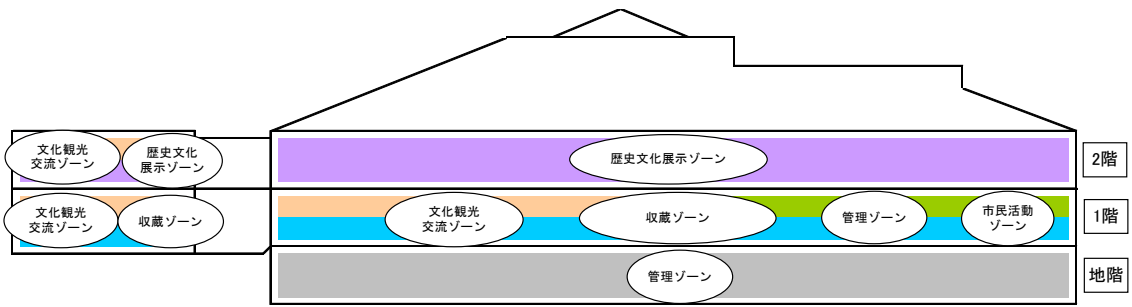 文化観光
交流ゾーン
歴史文化
展示ゾーン
歴史文化展示ゾーン
2階
文化観光
交流ゾーン
収蔵ゾーン
文化観光
交流ゾーン
収蔵ゾーン
管理ゾーン
市民活動
ゾーン
1階
管理ゾーン
地階